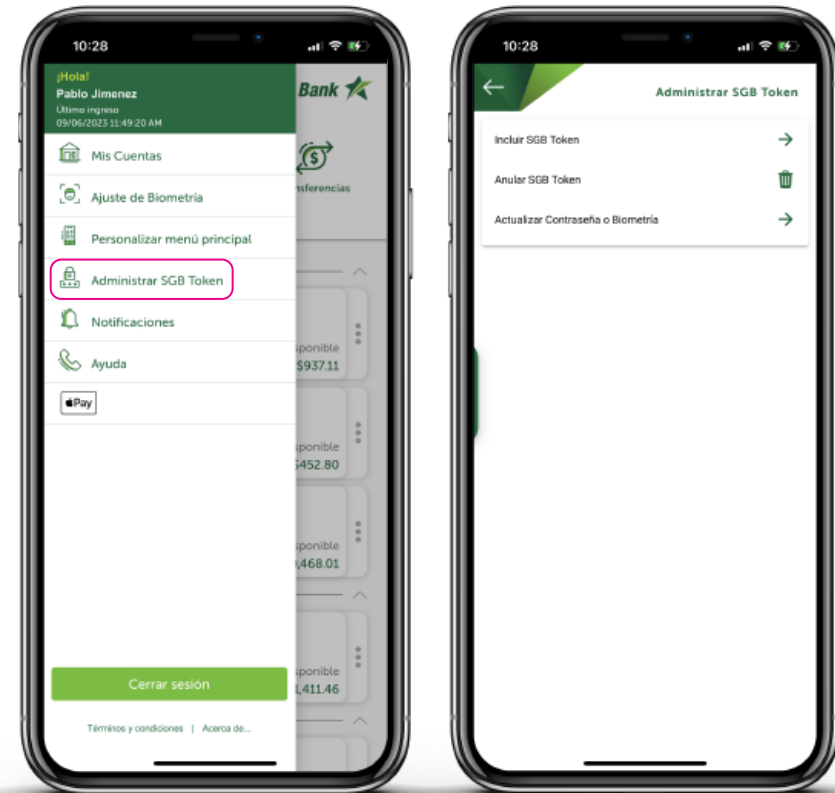 10:28
¡Hola!
Pablo Jimenez
Último ingreso
09/06/2023 11:49:20 AM
Bank
Mis Cuentas
Ajuste de Biometría
Personalizar menú principal
Administrar SGB Token
Notificaciones
Ayuda
Pay
nsferencias
sponible
$937.11
sponible
$452.80
sponible
,468.01
sponible
1,411.46
Cerrar sesión
Términos y condiciones | Acerca de...
10:28
Administrar SGB Token
Incluir SGB Token
Anular SGB Token
Actualizar Contraseña o Biometría